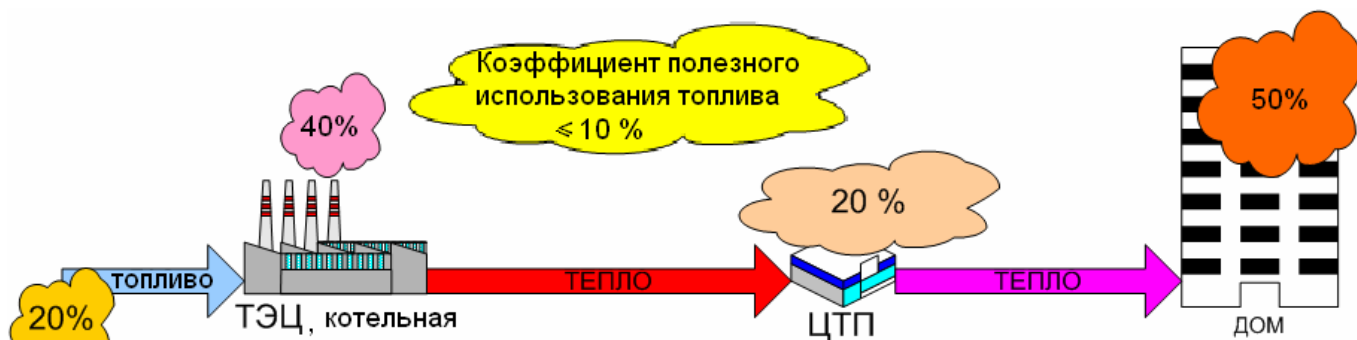 Коэффициент полезного
использования топлива
≤ 10 %
40%
50%
20 %
20%
ТОПЛИВО
ТЕПЛО
ТЕПЛО
ТЭЦ, котельная
ЦТП
ДОМ